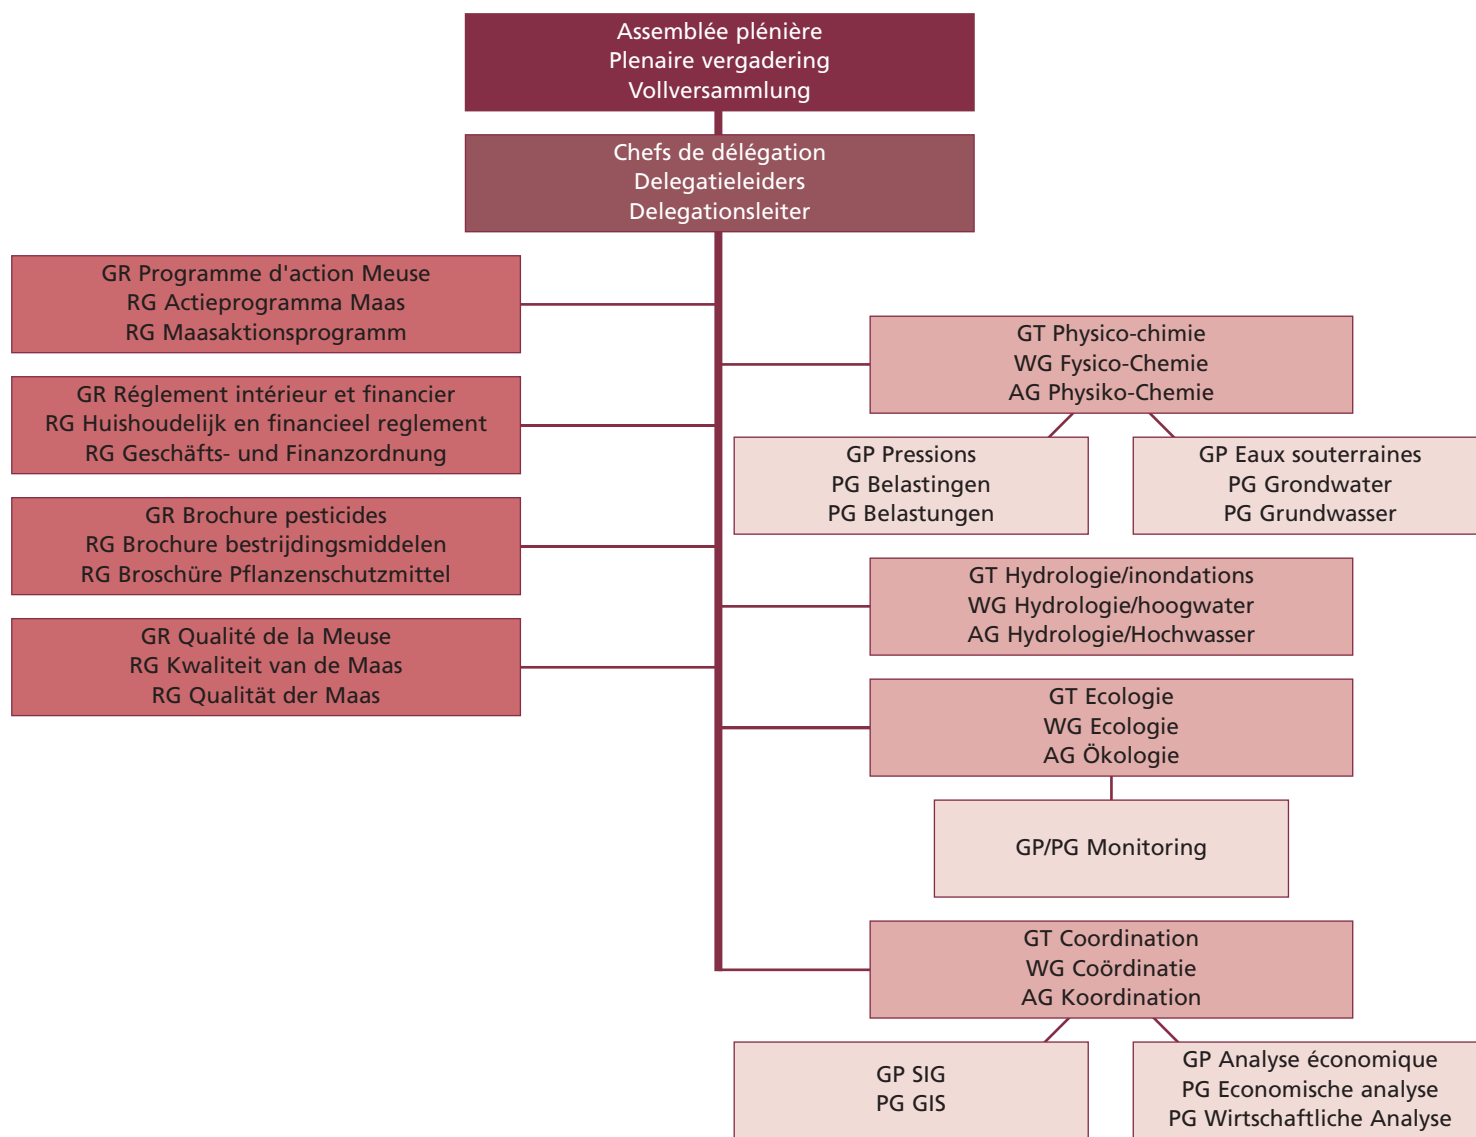 Assemblée plénière
Plenaire vergadering
Vollversammlung
Chefs de délégation
Delegatieleiders
Delegationsleiter
GR Programme d'action Meuse
RG Actieprogramma Maas
RG Maasaktionsprogramm
GR Réglement intérieur et financier
RG Huishoudelijk en financieel reglement
RG Geschäfts- und Finanzordnung
GR Brochure pesticides
RG Brochure bestrijdingsmiddelen
RG Broschüre Pflanzenschutzmittel
GR Qualité de la Meuse
RG Kwaliteit van de Maas
RG Qualität der Maas
GT Physico-chimie
WG Fysico-Chemie
AG Physiko-Chemie
GP Pressions
PG Belastingen
PG Belastungen
GP Eaux souterraines
PG Grondwater
PG Grundwasser
GT Hydrologie/inondations
WG Hydrologie/hoogwater
AG Hydrologie/Hochwasser
GT Ecologie
WG Ecologie
AG Ökologie
GP/PG Monitoring
GT Coordination
WG Coördinatie
AG Koordination
GP SIG
PG GIS
GP Analyse économique
PG Economische analyse
PG Wirtschaftliche Analyse